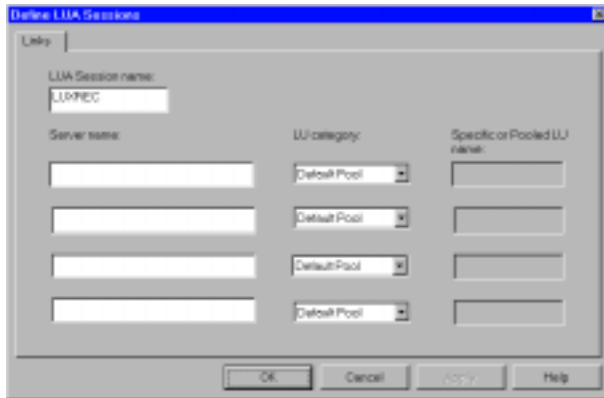 Define LUA Sessions
Links
LUA Session name:
LUXREC
Server name:
LU category:
Specific or Pooled LU
name:
Default Pool
Default Pool
Default Pool
Default Pool
OK
Cancel
Apply
Help